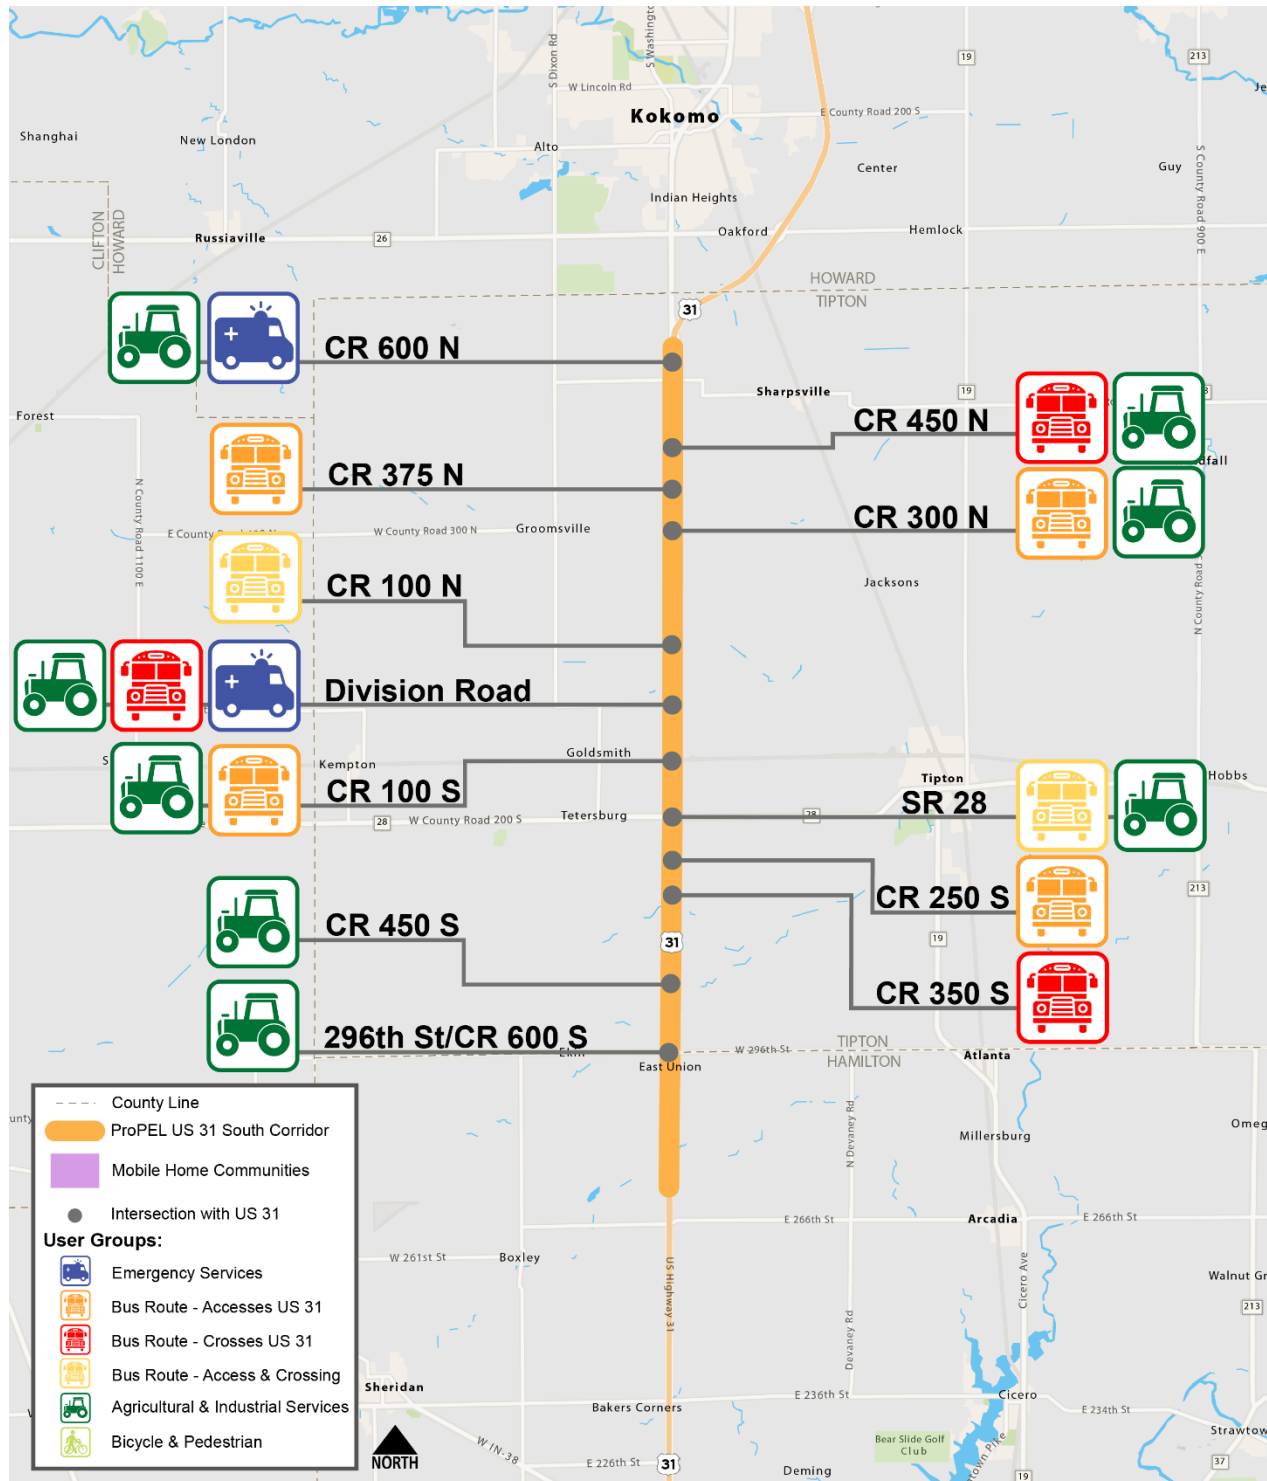 S Washington
S Dixon Rd
19
213
W Lincoln Rd
Kokomo
E County Road 200 S
Shanghai
New London
Alto
Center
Guy
S County Road 900 E
Indian Heights
CLIFTON
HOWARD
Russiaville
26
Oakford
Hemlock
HOWARD
TIPTON
31
CR 600 N
Sharpsville
19
Forest
CR 450 N
CR 375 N
N County Road 1100 E
CR 300 N
W County Road 300 N
Groomsville
CR 100 N
Jacksons
Division Road
Goldsmith
Kempton
CR 100 S
Tipton
Hobbs
SR 28
28
W County Road 200 S
Tetersburg
28
CR 250 S
213
CR 450 S
31
19
CR 350 S
296th St/CR 600 S
W 296th St
TIPTON
HAMILTON
Atlanta
East Union
County Line
ProPEL US 31 South Corridor
Mobile Home Communities
Intersection with US 31
User Groups:
Emergency Services
Bus Route - Accesses US 31
Bus Route - Crosses US 31
Bus Route - Access & Crossing
Agricultural & Industrial Services
Bicycle & Pedestrian
N Devaney Rd
Millersburg
E 266th St
Arcadia
E 266th St
W 261st St
Boxley
US Highway 31
Cicero Ave
Devaney Rd
213
Sheridan
E 236th St
Cicero
Bakers Corners
E 234th St
W IN-38
Bear Slide Golf
Club
NORTH
E 226th St
31
Deming
19
37